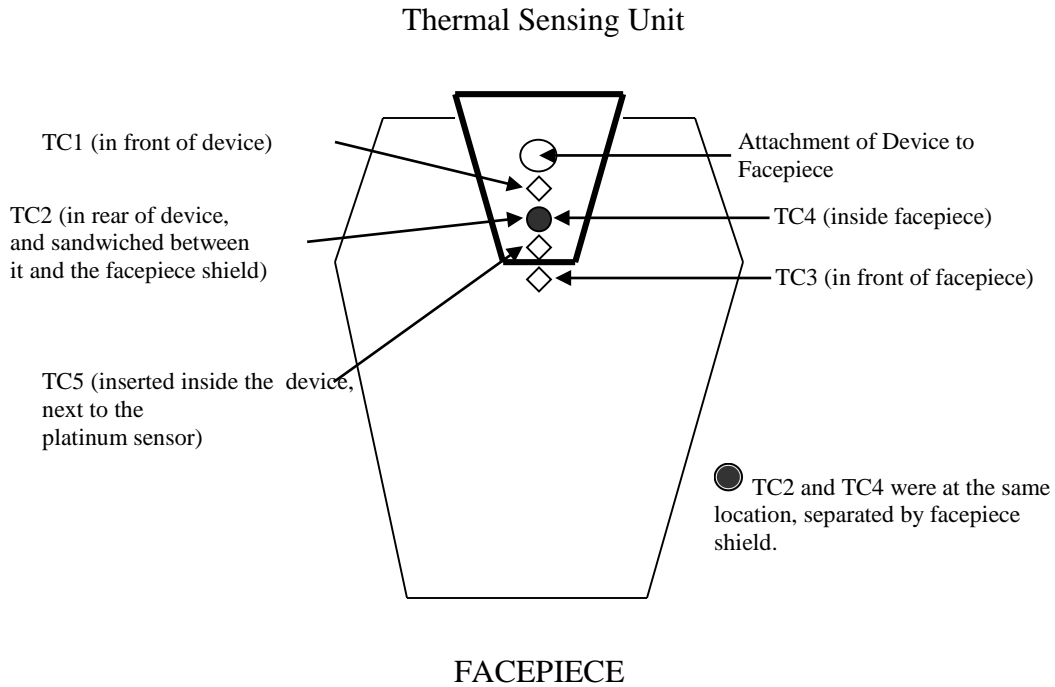 Thermal Sensing Unit
TC1 (in front of device)
Attachment of Device to
Facepiece
TC2 (in rear of device,
and sandwiched between
it and the facepiece shield)
TC4 (inside facepiece)
TC3 (in front of facepiece)
TC5 (inserted inside the device,
next to the
platinum sensor)
TC2 and TC4 were at the same
location, separated by facepiece
shield.
FACEPIECE